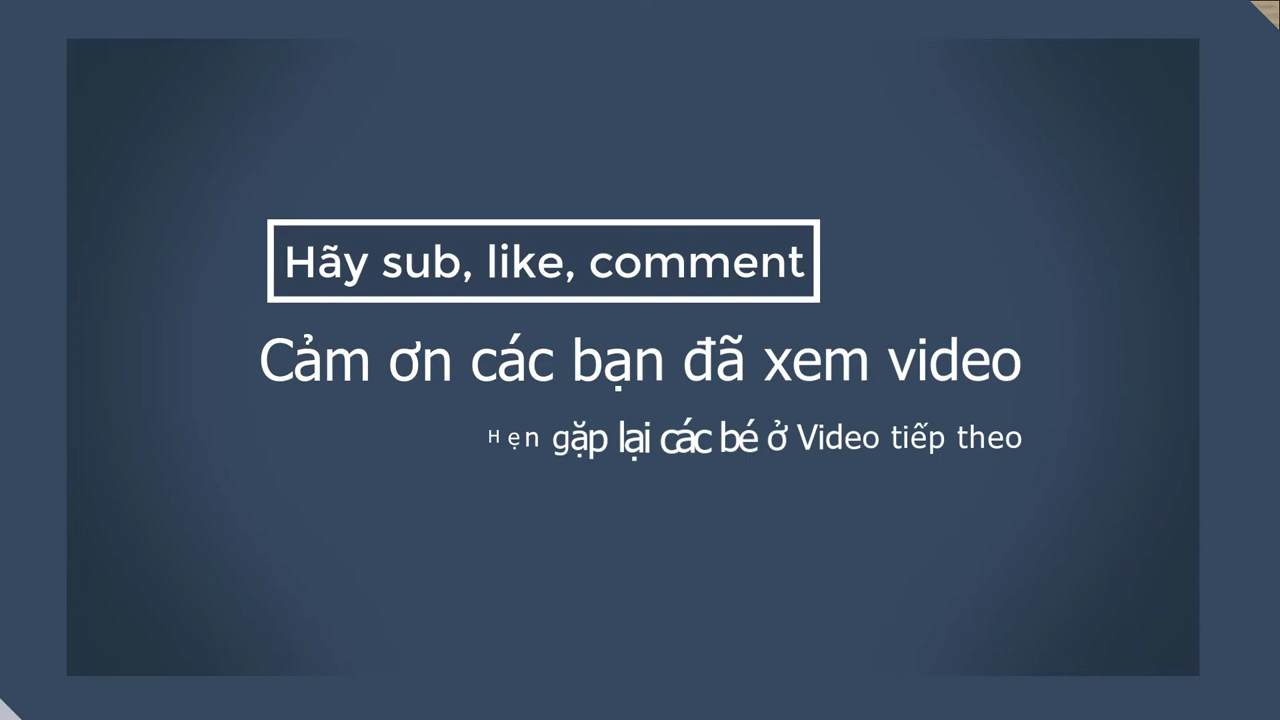 Hãy sub, like, comment
Cảm ơn các bạn đã xem video
Hẹn gặp lại các bé ở Video tiếp theo